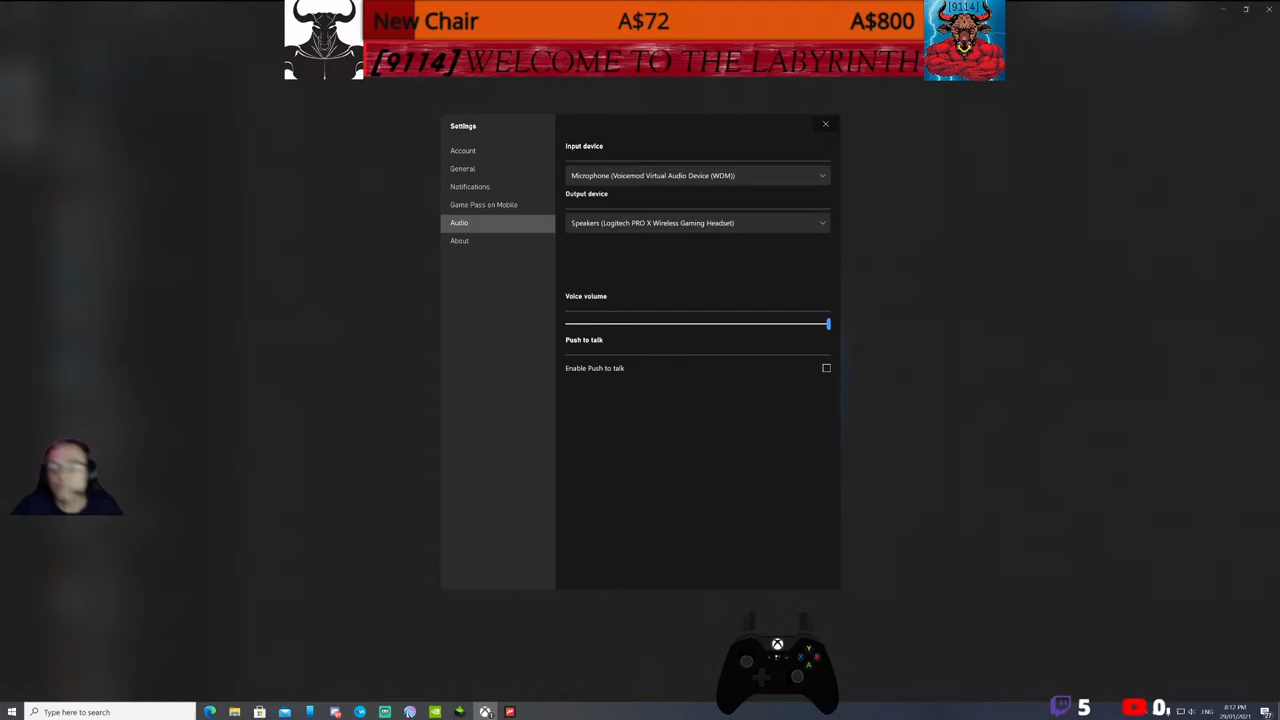 [9114]
New Chair A$72 A$800
[9114] WELCOME TO THE LABYRINTH
Settings
Account
General
Notifications
Game Pass on Mobile
Audio
About
Input device
Microphone (Voicemod Virtual Audio Device (WDM))
Output device
Speakers (Logitech PRO X Wireless Gaming Headset)
Voice volume
Push to talk
Enable Push to talk
Y
X B
A
Type here to search
5
0
ENG
8:12 PM
29/01/2021